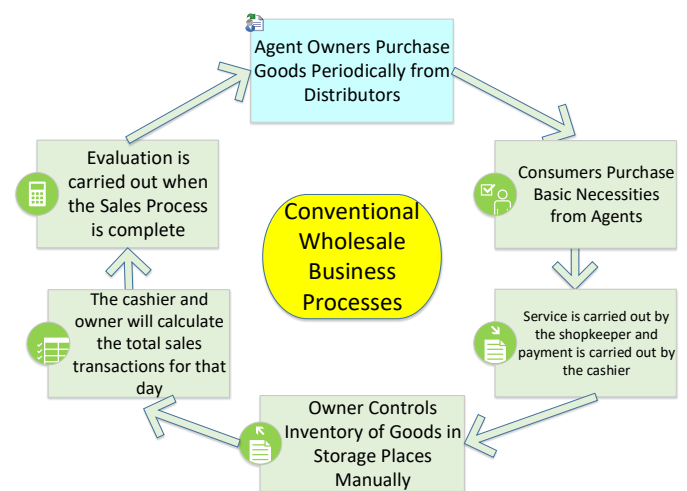 Agent Owners Purchase
Goods Periodically from
Distributors
Consumers Purchase
Basic Necessities
from Agents
Service is carried out by
the shopkeeper and
payment is carried out by
the cashier
Owner Controls
Inventory of Goods in
Storage Places
Manually
The cashier and
owner will calculate
the total sales
transactions for that
day
Evaluation is
carried out when
the Sales Process
is complete
Conventional
Wholesale
Business
Processes